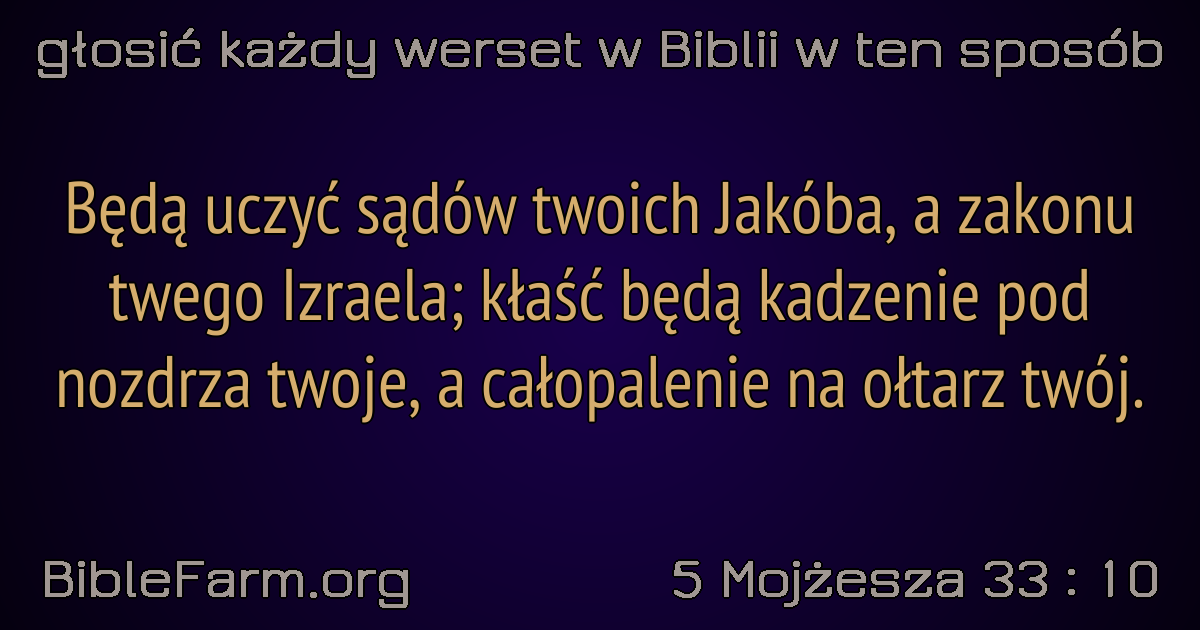 głosić każdy werset w Biblii w ten sposób
Będą uczyć sądów twoich Jakóba, a zakonu
twego Izraela; kłaść będą kadzenie pod
nozdrza twoje, a całopalenie na ołtarz twój.
BibleFarm.org
5 Mojżesza 33 : 10